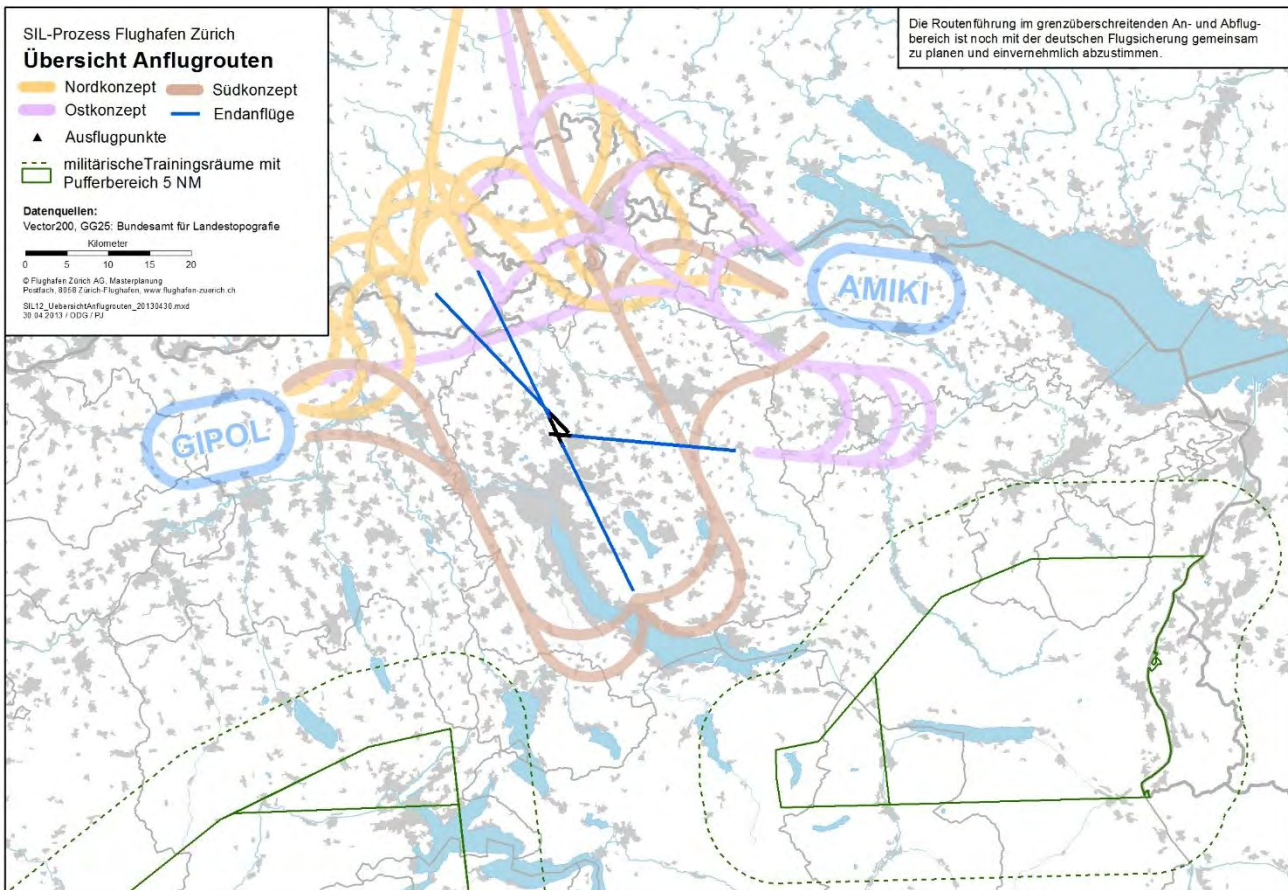 SIL-Prozess Flughafen Zürich
Übersicht Anflugrouten
Nordkonzept
Südkonzept
Ostkonzept
Endanflüge
Ausflugpunkte
militärischeTrainingsräume mit
Pufferbereich 5 NM
Datenquellen:
Vector200, GG25: Bundesamt für Landestopografie
Kilometer
0 5 10 15 20
© Flughafen Zürich AG, Masterplanung
Postfach, 8058 Zürich-Flughafen, www.flughafen-zuerich.ch
SIL12_UebersichtAnflugrouten_20130430.mxd
30.04.2013 / ODG / PJ
Die Routenführung im grenzüberschreitenden An- und Abflug-
bereich ist noch mit der deutschen Flugsicherung gemeinsam
zu planen und einvernehmlich abzustimmen.
AMIKI
GIPOL